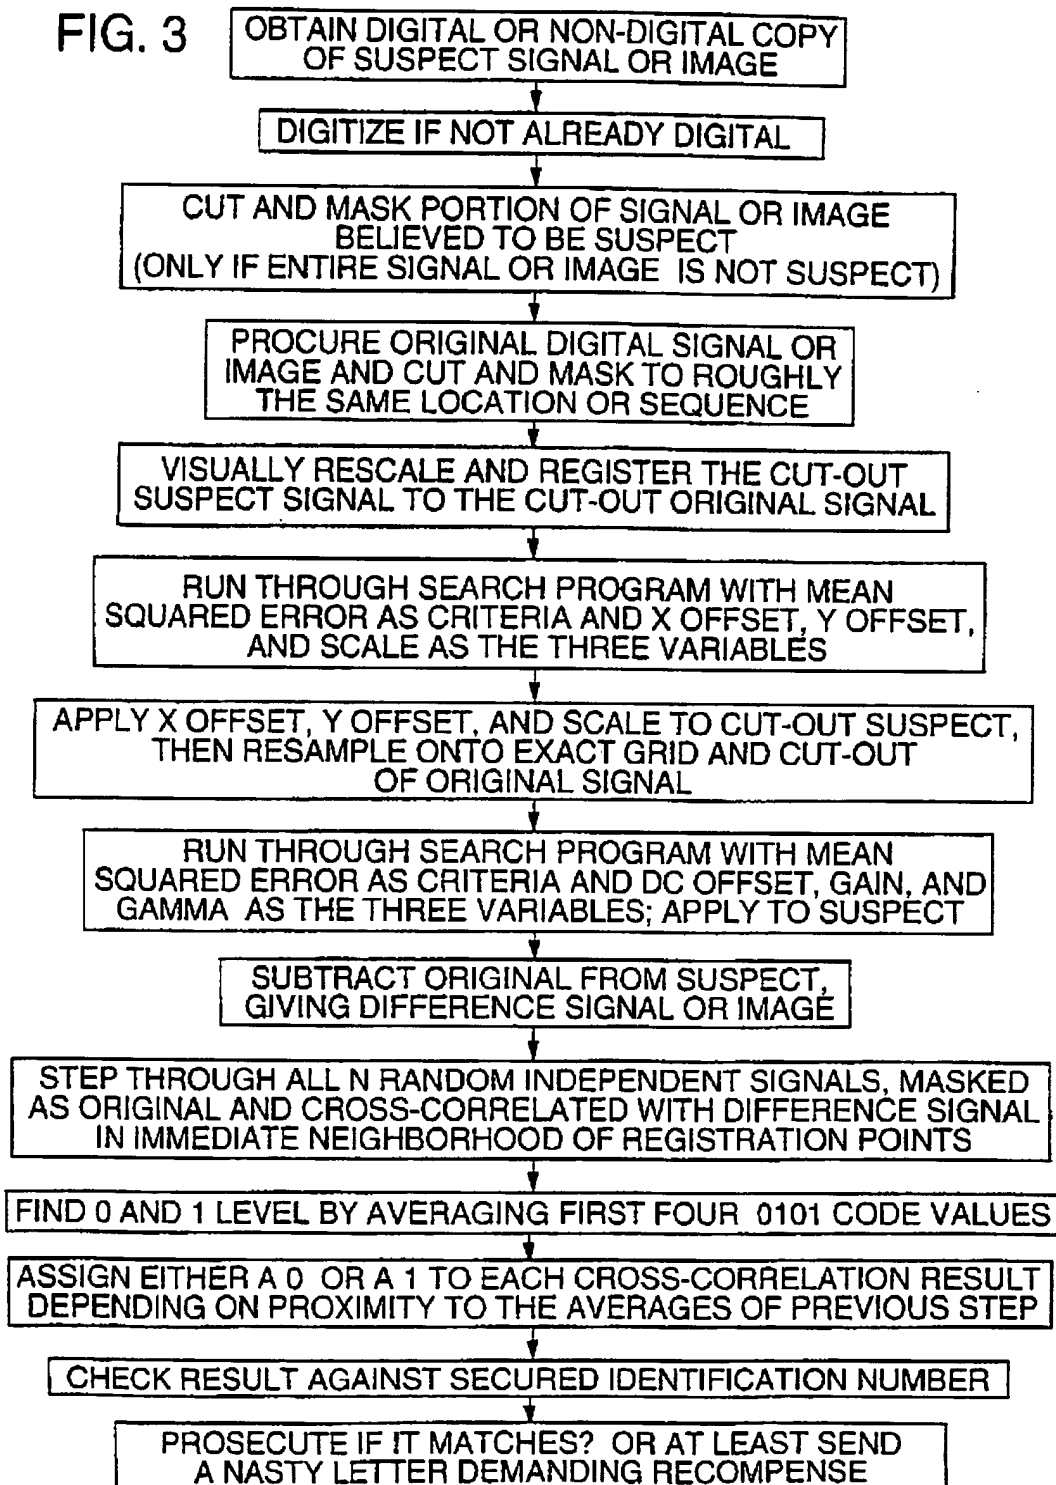 FIG. 3
OBTAIN DIGITAL OR NON-DIGITAL COPY
OF SUSPECT SIGNAL OR IMAGE
DIGITIZE IF NOT ALREADY DIGITAL
CUT AND MASK PORTION OF SIGNAL OR IMAGE
BELIEVED TO BE SUSPECT
(ONLY IF ENTIRE SIGNAL OR IMAGE IS NOT SUSPECT)
PROCURE ORIGINAL DIGITAL SIGNAL OR
IMAGE AND CUT AND MASK TO ROUGHLY
THE SAME LOCATION OR SEQUENCE
VISUALLY RESCALE AND REGISTER THE CUT-OUT
SUSPECT SIGNAL TO THE CUT-OUT ORIGINAL SIGNAL
RUN THROUGH SEARCH PROGRAM WITH MEAN
SQUARED ERROR AS CRITERIA AND X OFFSET, Y OFFSET,
AND SCALE AS THE THREE VARIABLES
APPLY X OFFSET, Y OFFSET, AND SCALE TO CUT-OUT SUSPECT,
THEN RESAMPLE ONTO EXACT GRID AND CUT-OUT
OF ORIGINAL SIGNAL
RUN THROUGH SEARCH PROGRAM WITH MEAN
SQUARED ERROR AS CRITERIA AND DC OFFSET, GAIN, AND
GAMMA AS THE THREE VARIABLES; APPLY TO SUSPECT
SUBTRACT ORIGINAL FROM SUSPECT,
GIVING DIFFERENCE SIGNAL OR IMAGE
STEP THROUGH ALL N RANDOM INDEPENDENT SIGNALS, MASKED
AS ORIGINAL AND CROSS-CORRELATED WITH DIFFERENCE SIGNAL
IN IMMEDIATE NEIGHBORHOOD OF REGISTRATION POINTS
FIND 0 AND 1 LEVEL BY AVERAGING FIRST FOUR 0101 CODE VALUES
ASSIGN EITHER A 0 OR A 1 TO EACH CROSS-CORRELATION RESULT
DEPENDING ON PROXIMITY TO THE AVERAGES OF PREVIOUS STEP
CHECK RESULT AGAINST SECURED IDENTIFICATION NUMBER
PROSECUTE IF IT MATCHES? OR AT LEAST SEND
A NASTY LETTER DEMANDING RECOMPENSE